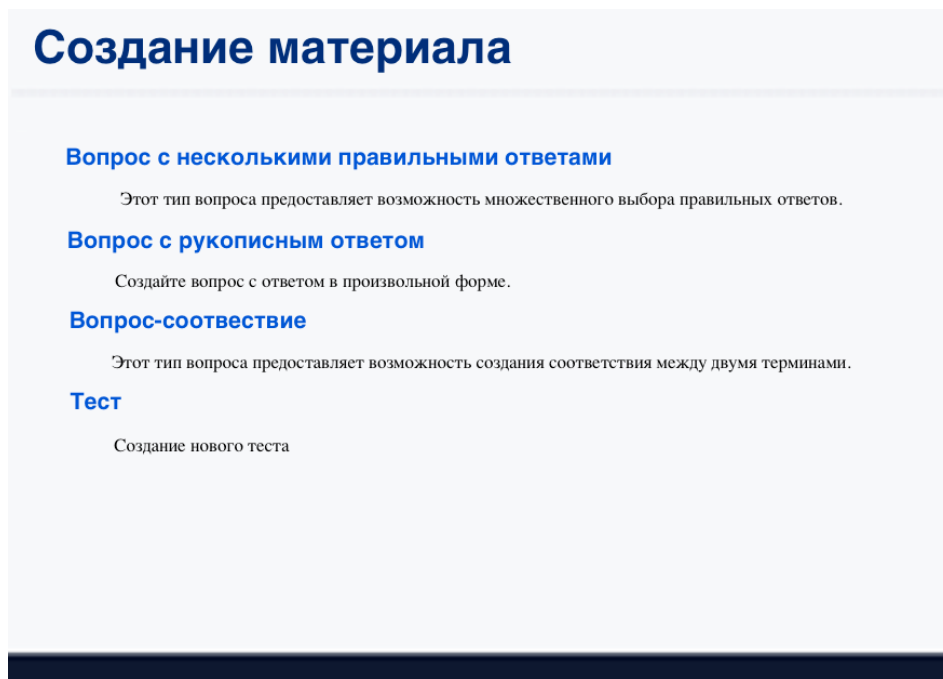 Создание материала
Вопрос с несколькими правильными ответами
Этот тип вопроса предоставляет возможность множественного выбора правильных ответов.
Вопрос с рукописным ответом
Создайте вопрос с ответом в произвольной форме.
Вопрос-соотвествие
Этот тип вопроса предоставляет возможность создания соответствия между двумя терминами.
Тест
Создание нового теста